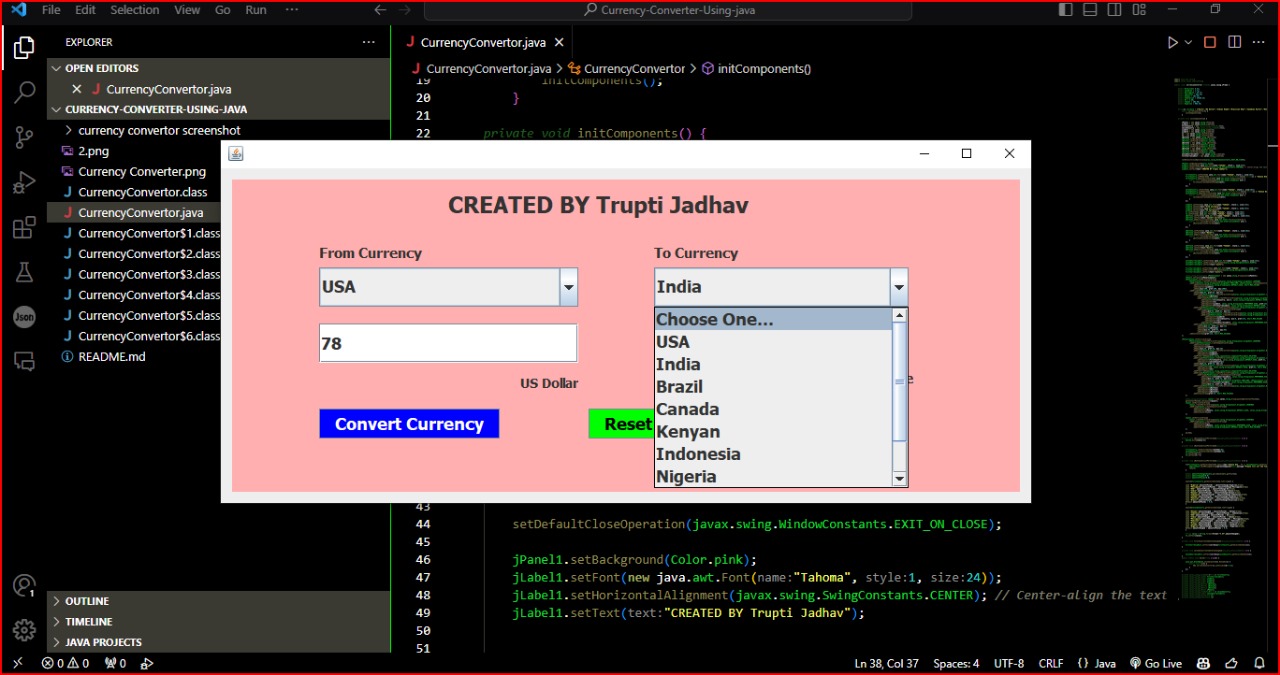 File Edit Selection View Go Run ··· Currency-Converter-Using-java
EXPLORER ···
OPEN EDITORS
CurrencyConvertor.java
CURRENCY-CONVERTER-USING-JAVA
currency convertor screenshot
2.png
Currency Converter.png
CurrencyConvertor.class
CurrencyConvertor.java
CurrencyConvertor$1.class
CurrencyConvertor$2.class
CurrencyConvertor$3.class
CurrencyConvertor$4.class
CurrencyConvertor$5.class
CurrencyConvertor$6.class
README.md
OUTLINE
TIMELINE
JAVA PROJECTS
Json
1
CurrencyConvertor.java
CurrencyConvertor.java > CurrencyConvertor > initComponents()
19 initComponents();
20 }
21
22 private void initComponents() {
CREATED BY Trupti Jadhav
From Currency To Currency
USA India
78
US Dollar
Convert Currency Reset
Choose One...
USA
India
Brazil
Canada
Kenyan
Indonesia
Nigeria
43
44 setDefaultCloseOperation(javax.swing.WindowConstants.EXIT_ON_CLOSE);
45
46 jPanel1.setBackground(Color.pink);
47 jLabel1.setFont(new java.awt.Font(name:"Tahoma", style:1, size:24));
48 jLabel1.setHorizontalAlignment(javax.swing.SwingConstants.CENTER); // Center-align the text
49 jLabel1.setText(text:"CREATED BY Trupti Jadhav");
50
51
0 0 0 Ln 38, Col 37 Spaces: 4 UTF-8 CRLF {} Java Go Live